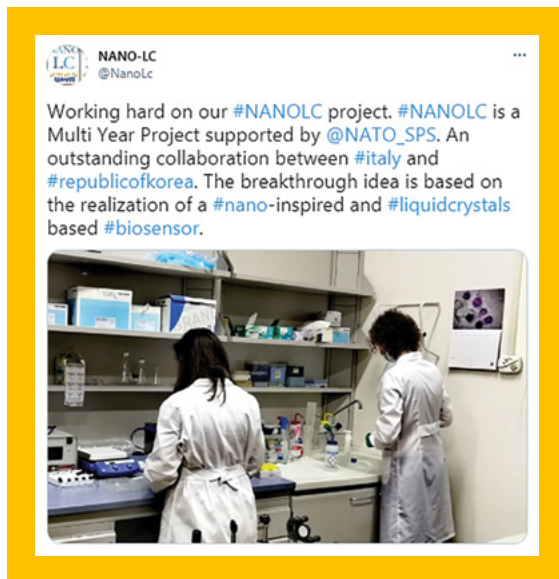 NANO-LC
@NanoLc
Working hard on our #NANOLC project. #NANOLC is a
Multi Year Project supported by @NATO_SPS. An
outstanding collaboration between #italy and
#republicofkorea. The breakthrough idea is based on
the realization of a #nano-inspired and #liquidcrystals
based #biosensor.